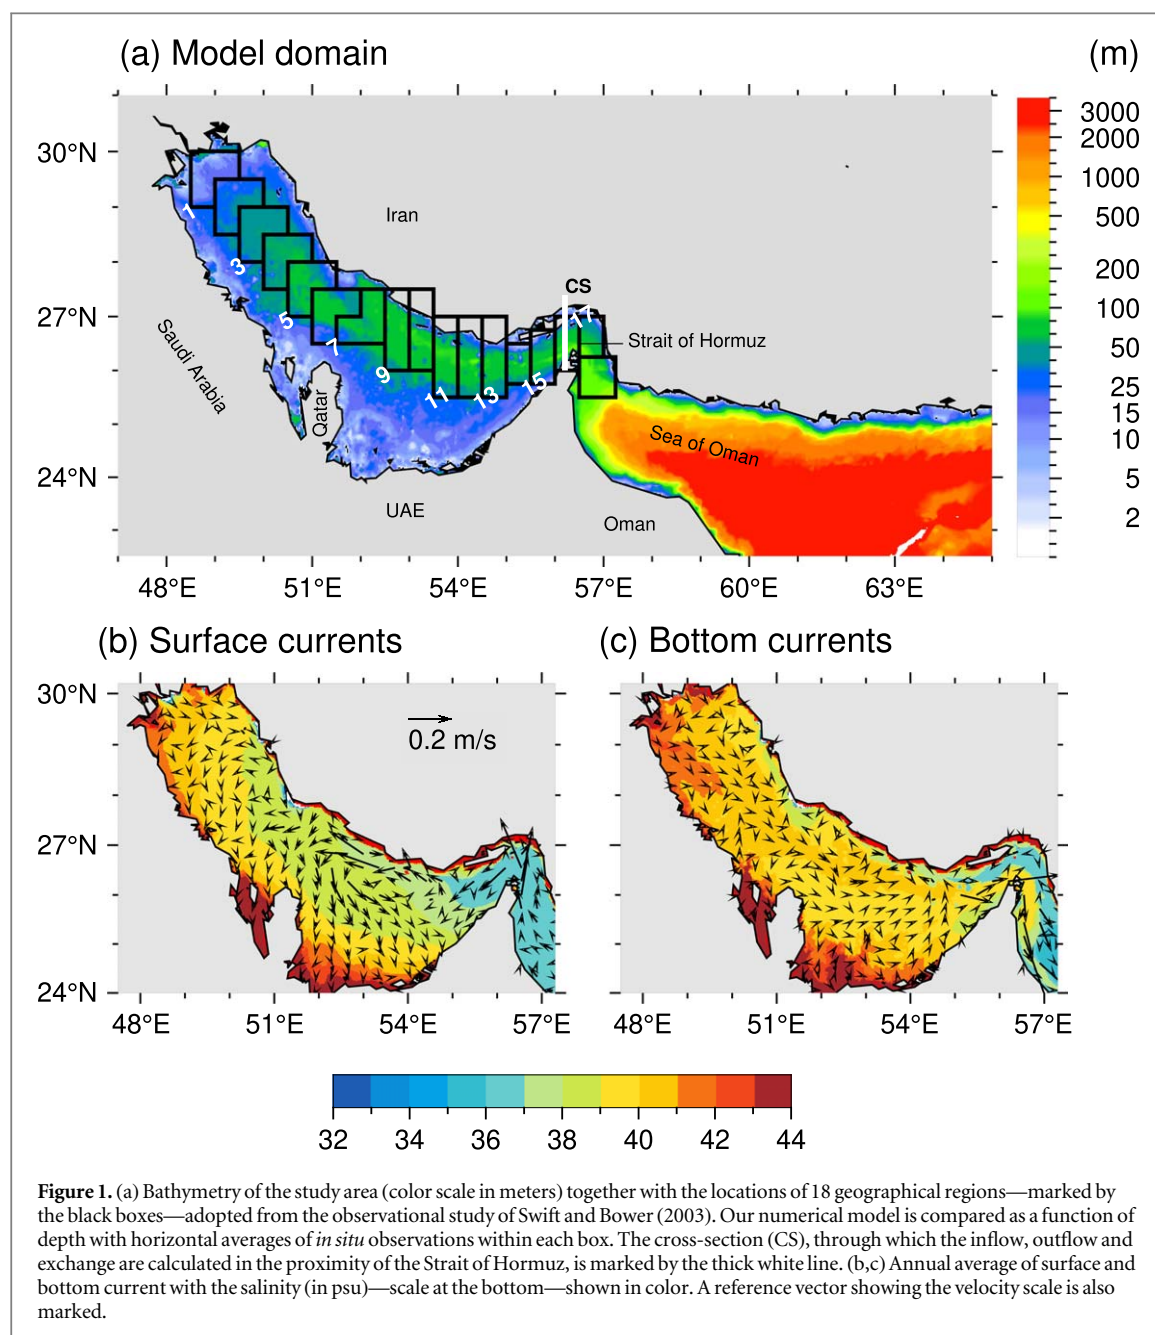 (a) Model domain
(m)
30°N
27°N
24°N
48°E 51°E 54°E 57°E 60°E 63°E
Iran
Saudi Arabia
Qatar
UAE
Oman
Sea of Oman
Strait of Hormuz
CS
1
3
5
7
9
11
13
15
17
3000
2000
1000
500
200
100
50
25
15
10
5
2
(b) Surface currents
30°N
27°N
24°N
0.2 m/s
48°E 51°E 54°E 57°E
(c) Bottom currents
48°E 51°E 54°E 57°E
32 34 36 38 40 42 44
Figure 1. (a) Bathymetry of the study area (color scale in meters) together with the locations of 18 geographical regions—marked by
the black boxes—adopted from the observational study of Swift and Bower (2003). Our numerical model is compared as a function of
depth with horizontal averages of in situ observations within each box. The cross-section (CS), through which the inflow, outflow and
exchange are calculated in the proximity of the Strait of Hormuz, is marked by the thick white line. (b,c) Annual average of surface and
bottom current with the salinity (in psu)—scale at the bottom—shown in color. A reference vector showing the velocity scale is also
marked.